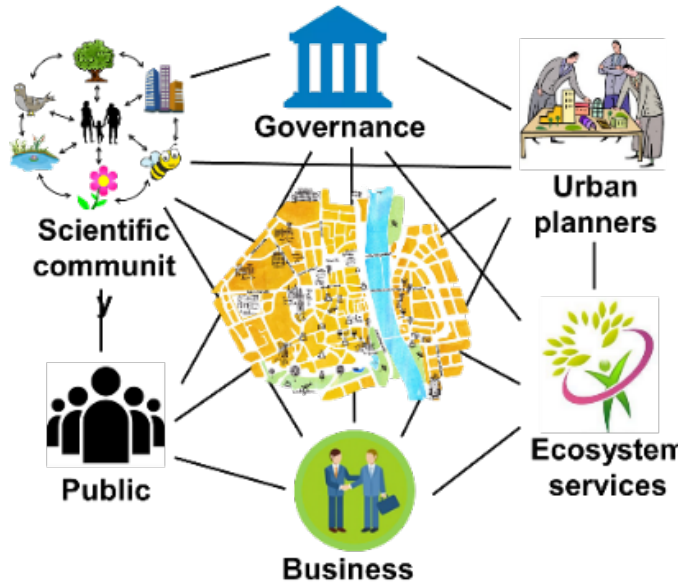 Governance
Urban
planners
Scientific
communit
y
Public
Ecosystem
services
Business